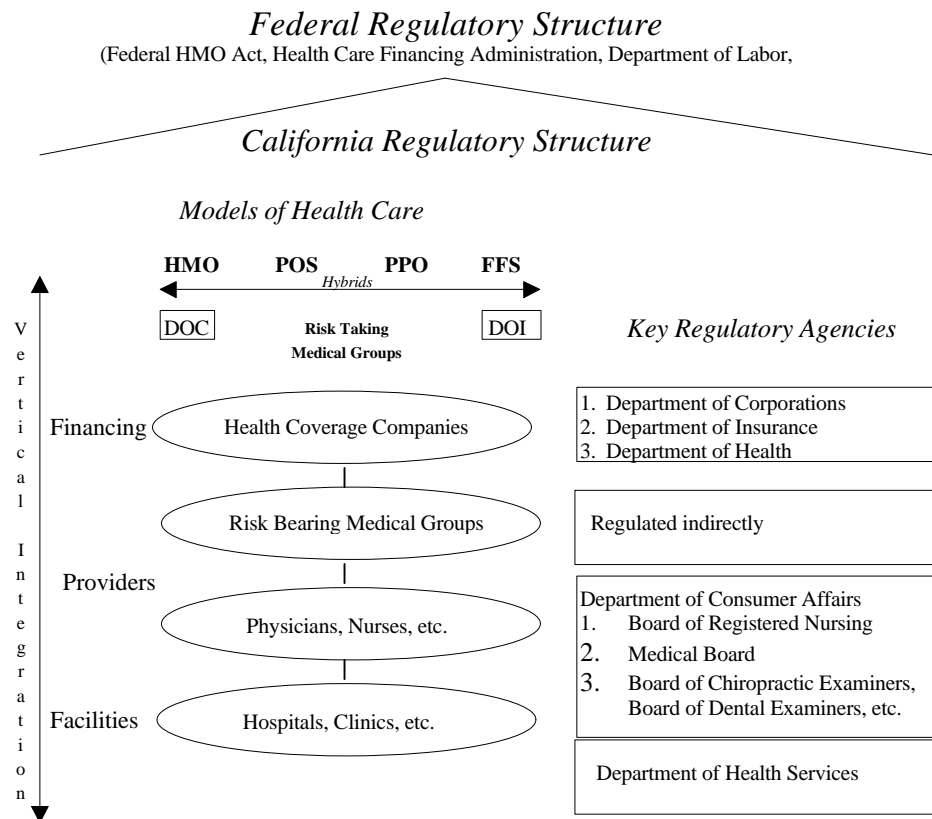 Federal Regulatory Structure
(Federal HMO Act, Health Care Financing Administration, Department of Labor,
California Regulatory Structure
Models of Health Care
HMO POS PPO FFS
Hybrids
DOC
Risk Taking
Medical Groups
DOI
Key Regulatory Agencies
Vertical Integration
Financing
Health Coverage Companies
1. Department of Corporations
2. Department of Insurance
3. Department of Health
Risk Bearing Medical Groups
Regulated indirectly
Providers
Physicians, Nurses, etc.
Department of Consumer Affairs
1. Board of Registered Nursing
2. Medical Board
3. Board of Chiropractic Examiners,
Board of Dental Examiners, etc.
Facilities
Hospitals, Clinics, etc.
Department of Health Services